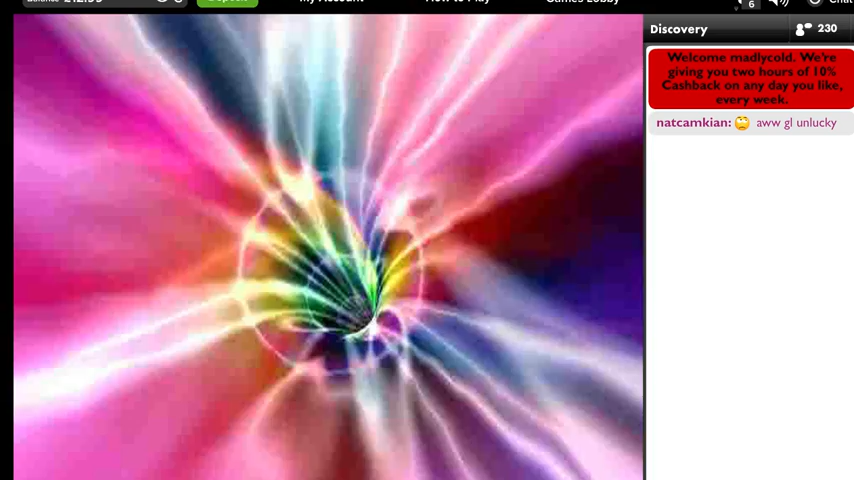 My Account
How to Play
Games Lobby
6
Discovery
230
Welcome madlycold. We're
giving you two hours of 10%
Cashback on any day you like,
every week.
natcamkian: aww gl unlucky